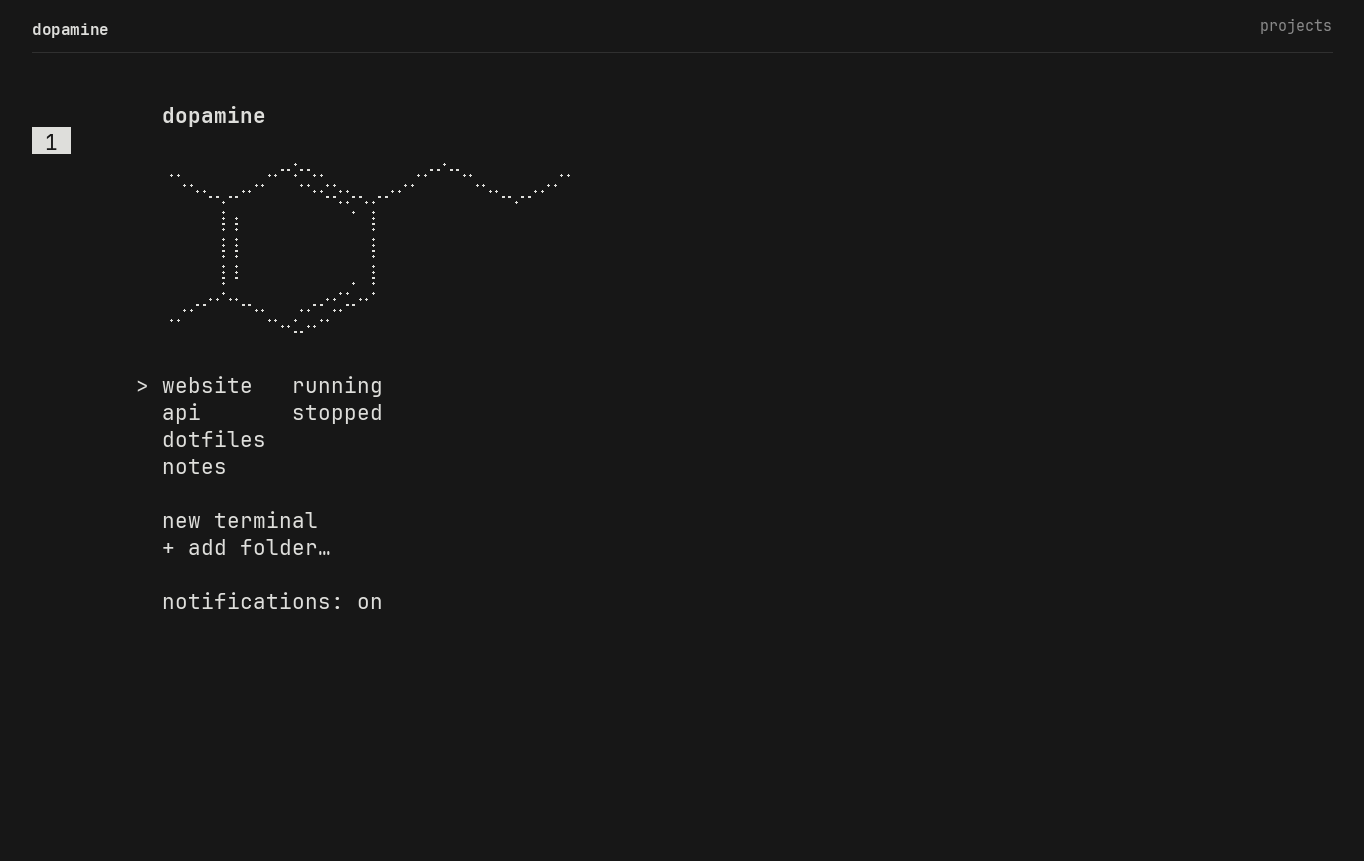 dopamine
projects
dopamine
1
> website running
api stopped
dotfiles
notes
new terminal
+ add folder…
notifications: on